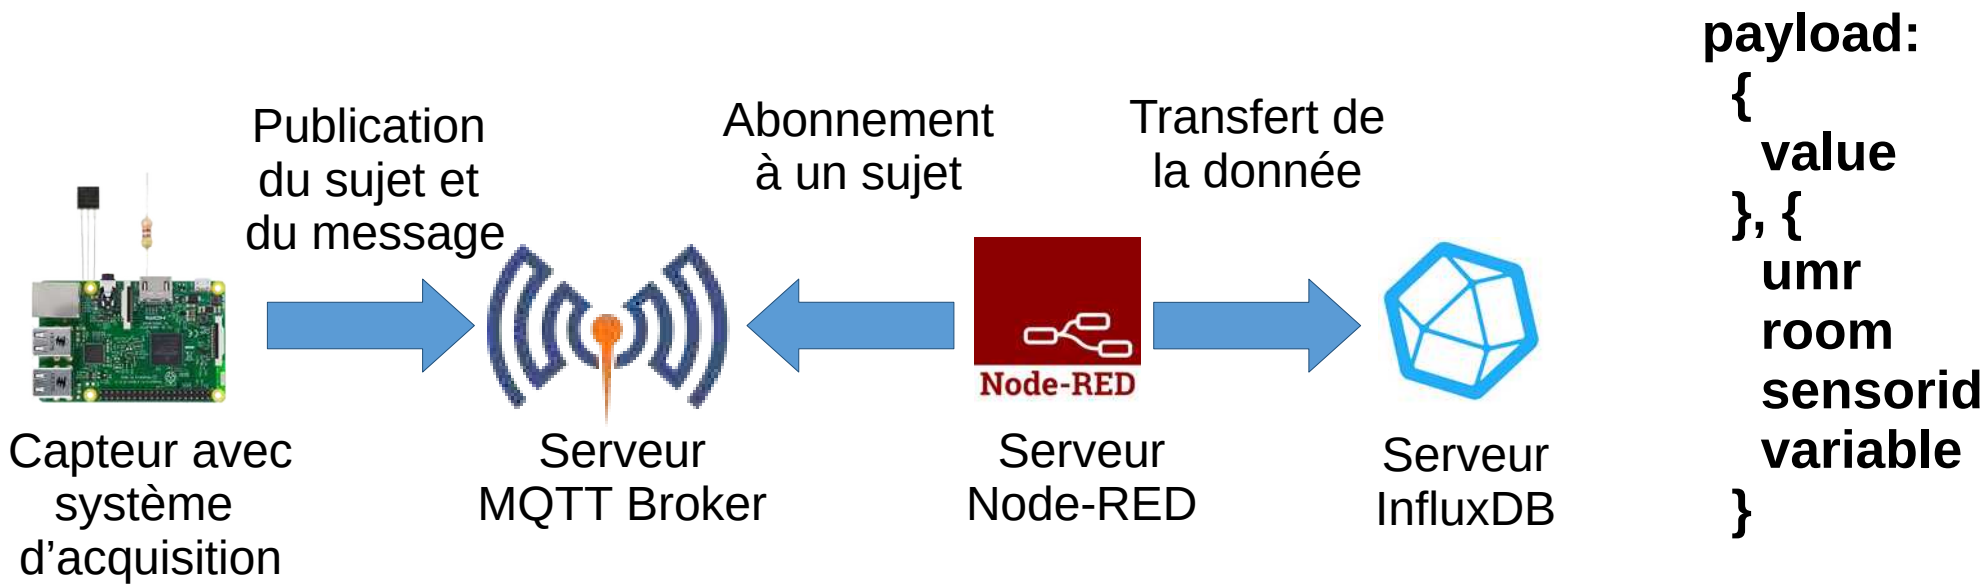 Publication
du sujet et
du message
Abonnement
à un sujet
Transfert de
la donnée
Node-RED
Capteur avec
système
d’acquisition
Serveur
MQTT Broker
Serveur
Node-RED
Serveur
InfluxDB
payload:
{
value
}, {
umr
room
sensorid
variable
}